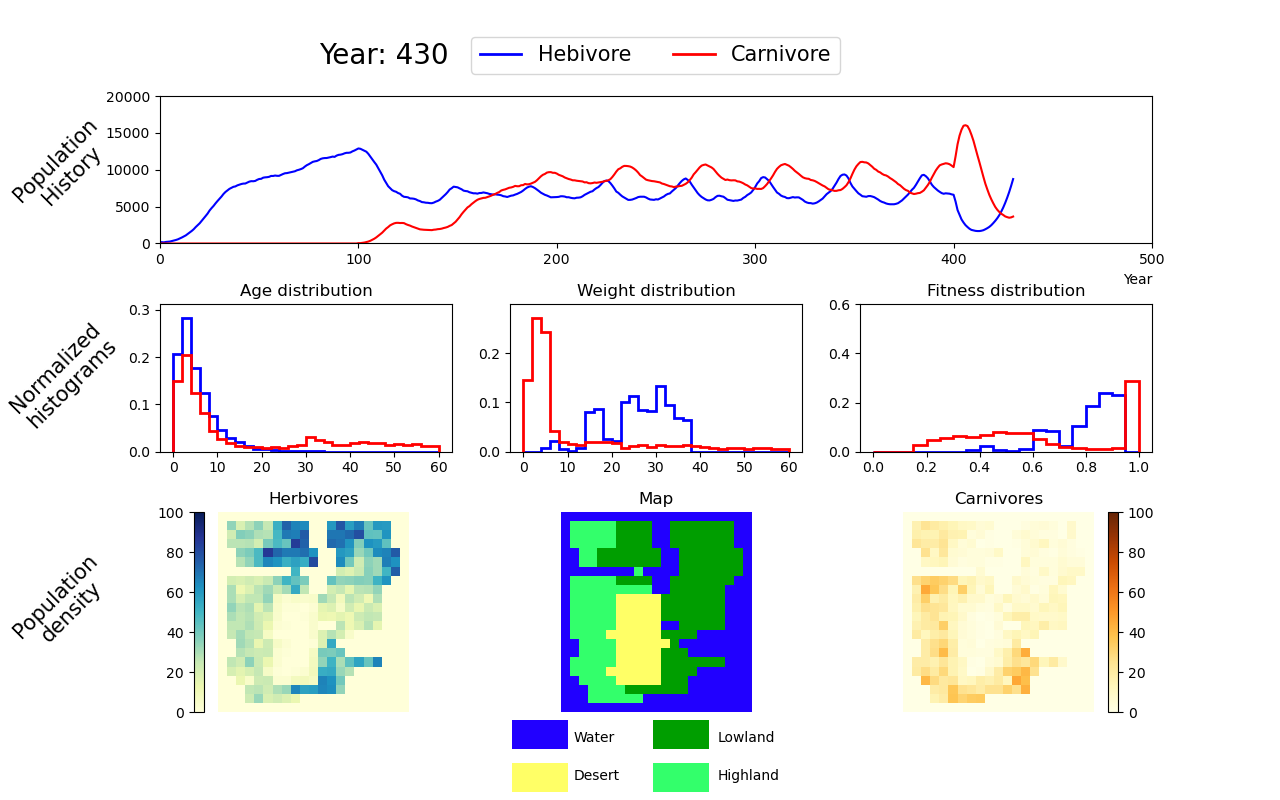 Year: 430
Hebivore
Carnivore
Population
History
20000
15000
10000
5000
0
0 100 200 300 400 500
Year
Normalized
histograms
Age distribution
0.3
0.2
0.1
0.0
0 10 20 30 40 50 60
Weight distribution
0.2
0.1
0.0
0 10 20 30 40 50 60
Fitness distribution
0.6
0.4
0.2
0.0
0.0 0.2 0.4 0.6 0.8 1.0
Population
density
Herbivores
100
80
60
40
20
0
Map
Carnivores
100
80
60
40
20
0
Water
Lowland
Desert
Highland